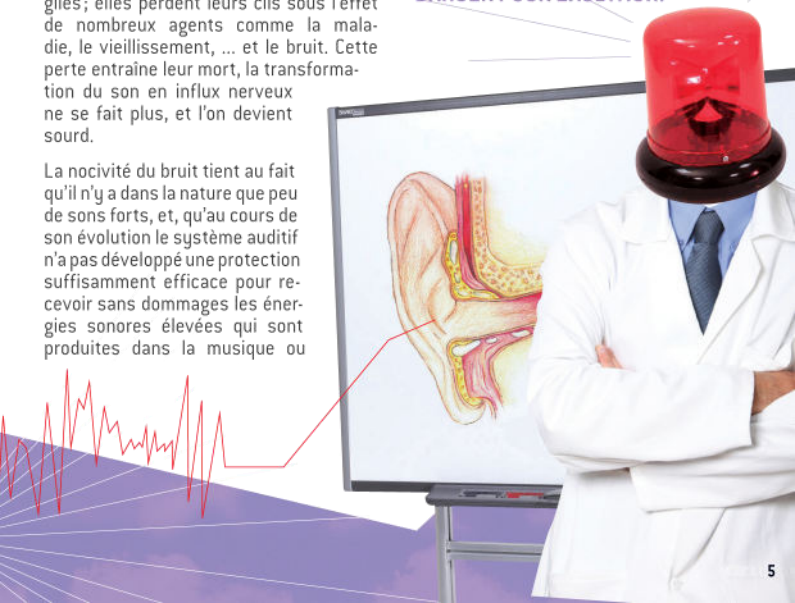 giles; elles perdent leurs cils sous l'effet
de nombreux agents comme la mala-
die, le vieillissement, ... et le bruit. Cette
perte entraîne leur mort, la transforma-
tion du son en influx nerveux
ne se fait plus, et l'on devient
sourd.
La nocivité du bruit tient au fait
qu'il n'y a dans la nature que peu
de sons forts, et, qu'au cours de
son évolution le système auditif
n'a pas développé une protection
suffisamment efficace pour re-
cevoir sans dommages les éner-
gies sonores élevées qui sont
produites dans la musique ou
5